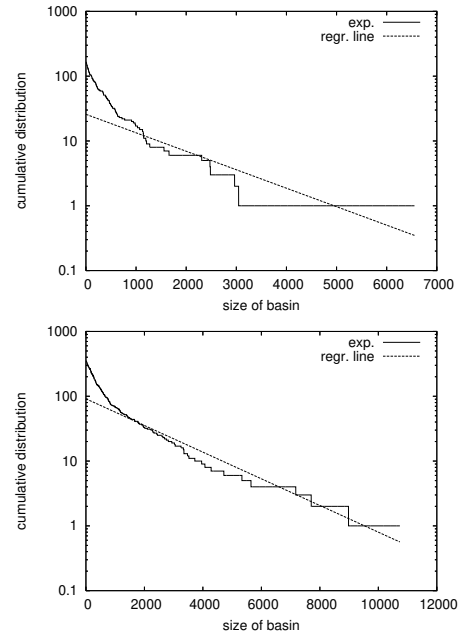 1000
100
10
1
0.1
cumulative distribution
exp.
regr. line
0 1000 2000 3000 4000 5000 6000 7000
size of basin
1000
100
10
1
0.1
cumulative distribution
exp.
regr. line
0 2000 4000 6000 8000 10000 12000
size of basin